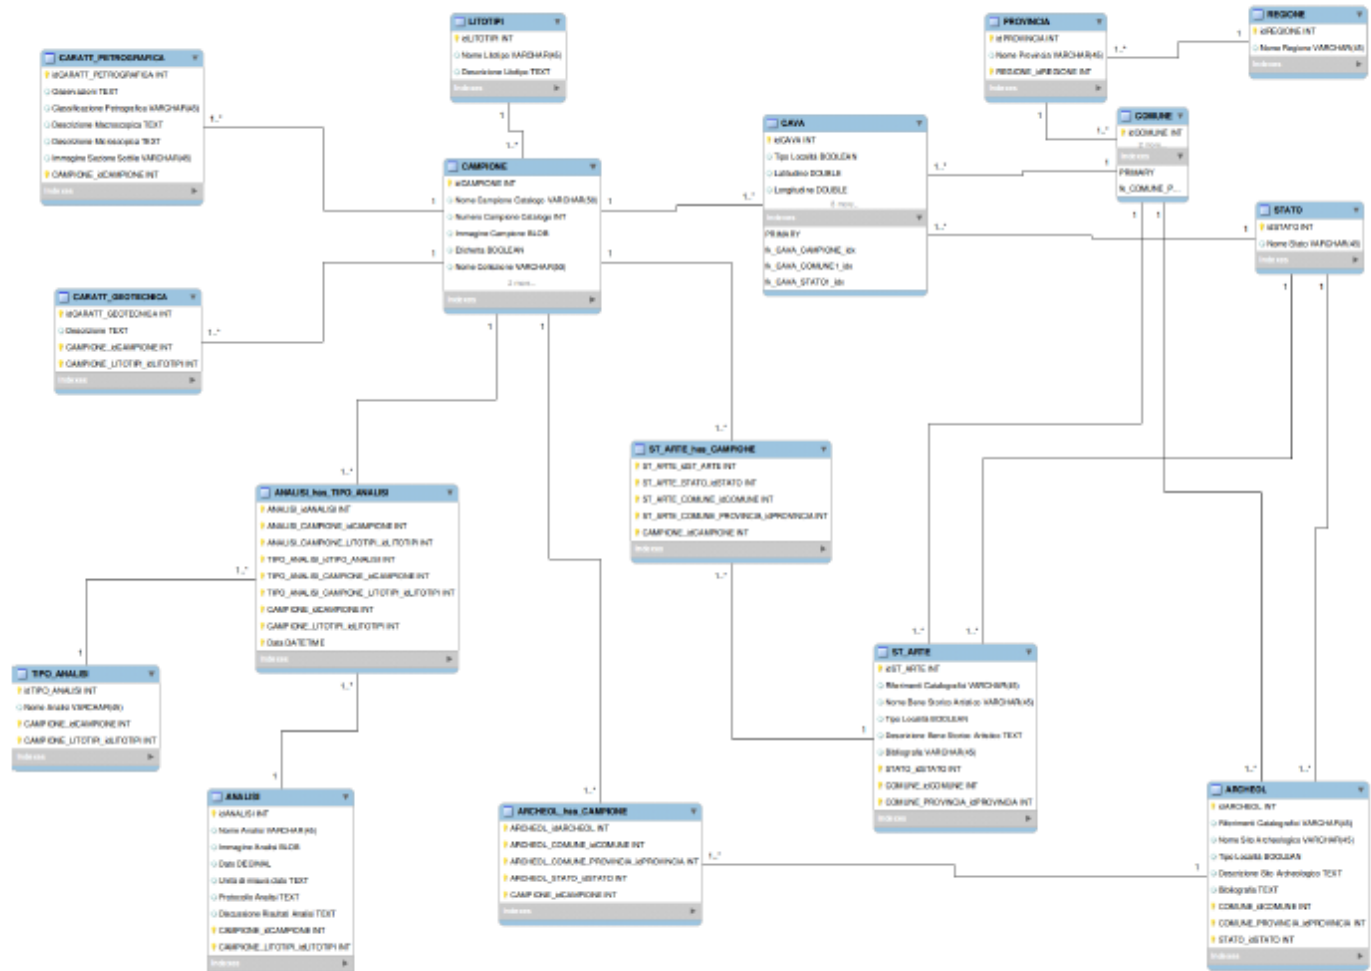 LITOTIPI
idLITOTIPI INT
Nome Litotipo VARCHAR(45)
Descrizione Litotipo TEXT
Indexes
PROVINCIA
idPROVINCIA INT
Nome Provincia VARCHAR(45)
REGIONE_idREGIONE INT
Indexes
REGIONE
idREGIONE INT
Nome Regione VARCHAR(45)
Indexes
CARATT_PETROGRAFICA
idCARATT_PETROGRAFICA INT
Osservazioni TEXT
Classificazione Petrografica VARCHAR(45)
Descrizione Macroscopica TEXT
Descrizione Microscopica TEXT
Immagine Sezione Sottile VARCHAR(45)
CAMPIONE_idCAMPIONE INT
Indexes
CAVA
idCAVA INT
Tipo Località BOOLEAN
Latitudine DOUBLE
Longitudine DOUBLE
6 more...
Indexes
PRIMARY
fk_CAVA_CAMPIONE_idx
fk_CAVA_COMUNE1_idx
fk_CAVA_STATO1_idx
COMUNE
idCOMUNE INT
2 more...
Indexes
PRIMARY
fk_COMUNE_P...
CAMPIONE
idCAMPIONE INT
Nome Campione Catalogo VARCHAR(50)
Numero Campione Catalogo INT
Immagine Campione BLOB
Etichetta BOOLEAN
Nome Collezione VARCHAR(50)
2 more...
Indexes
STATO
idSTATO INT
Nome Stato VARCHAR(45)
Indexes
CARATT_GEOTECNICA
idCARATT_GEOTECNICA INT
Descrizione TEXT
CAMPIONE_idCAMPIONE INT
CAMPIONE_LITOTIPI_idLITOTIPI INT
Indexes
ST_ARTE_has_CAMPIONE
ST_ARTE_idST_ARTE INT
ST_ARTE_STATO_idSTATO INT
ST_ARTE_COMUNE_idCOMUNE INT
ST_ARTE_COMUNE_PROVINCIA_idPROVINCIA INT
CAMPIONE_idCAMPIONE INT
Indexes
ANALISI_has_TIPO_ANALISI
ANALISI_idANALISI INT
ANALISI_CAMPIONE_idCAMPIONE INT
ANALISI_CAMPIONE_LITOTIPI_idLITOTIPI INT
TIPO_ANALISI_idTIPO_ANALISI INT
TIPO_ANALISI_CAMPIONE_idCAMPIONE INT
TIPO_ANALISI_CAMPIONE_LITOTIPI_idLITOTIPI INT
CAMPIONE_idCAMPIONE INT
CAMPIONE_LITOTIPI_idLITOTIPI INT
Data DATETIME
Indexes
TIPO_ANALISI
idTIPO_ANALISI INT
Nome Analisi VARCHAR(45)
CAMPIONE_idCAMPIONE INT
CAMPIONE_LITOTIPI_idLITOTIPI INT
Indexes
ST_ARTE
idST_ARTE INT
Riferimenti Catalografici VARCHAR(45)
Nome Bene Storico Artistico VARCHAR(45)
Tipo Località BOOLEAN
Descrizione Bene Storico Artistico TEXT
Bibliografia VARCHAR(45)
STATO_idSTATO INT
COMUNE_idCOMUNE INT
COMUNE_PROVINCIA_idPROVINCIA INT
Indexes
ANALISI
idANALISI INT
Nome Analisi VARCHAR(45)
Immagine Analisi BLOB
Dato DECIMAL
Unità di misura dato TEXT
Protocollo Analisi TEXT
Discussione Risultati Analisi TEXT
CAMPIONE_idCAMPIONE INT
CAMPIONE_LITOTIPI_idLITOTIPI INT
Indexes
ARCHEOL_has_CAMPIONE
ARCHEOL_idARCHEOL INT
ARCHEOL_COMUNE_idCOMUNE INT
ARCHEOL_COMUNE_PROVINCIA_idPROVINCIA INT
ARCHEOL_STATO_idSTATO INT
CAMPIONE_idCAMPIONE INT
Indexes
ARCHEOL
idARCHEOL INT
Riferimenti Catalografici VARCHAR(45)
Nome Sito Archeologico VARCHAR(45)
Tipo Località BOOLEAN
Descrizione Sito Archeologico TEXT
Bibliografia TEXT
COMUNE_idCOMUNE INT
COMUNE_PROVINCIA_idPROVINCIA INT
STATO_idSTATO INT
Indexes